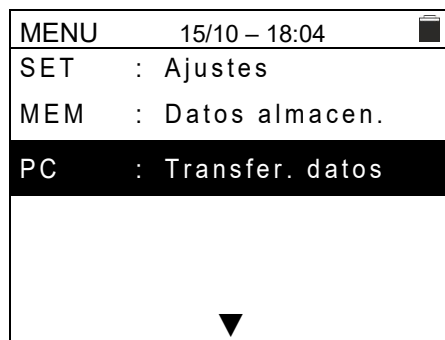 MENU 15/10 – 18:04
SET : Ajustes
MEM : Datos almacen.
PC : Transfer. datos